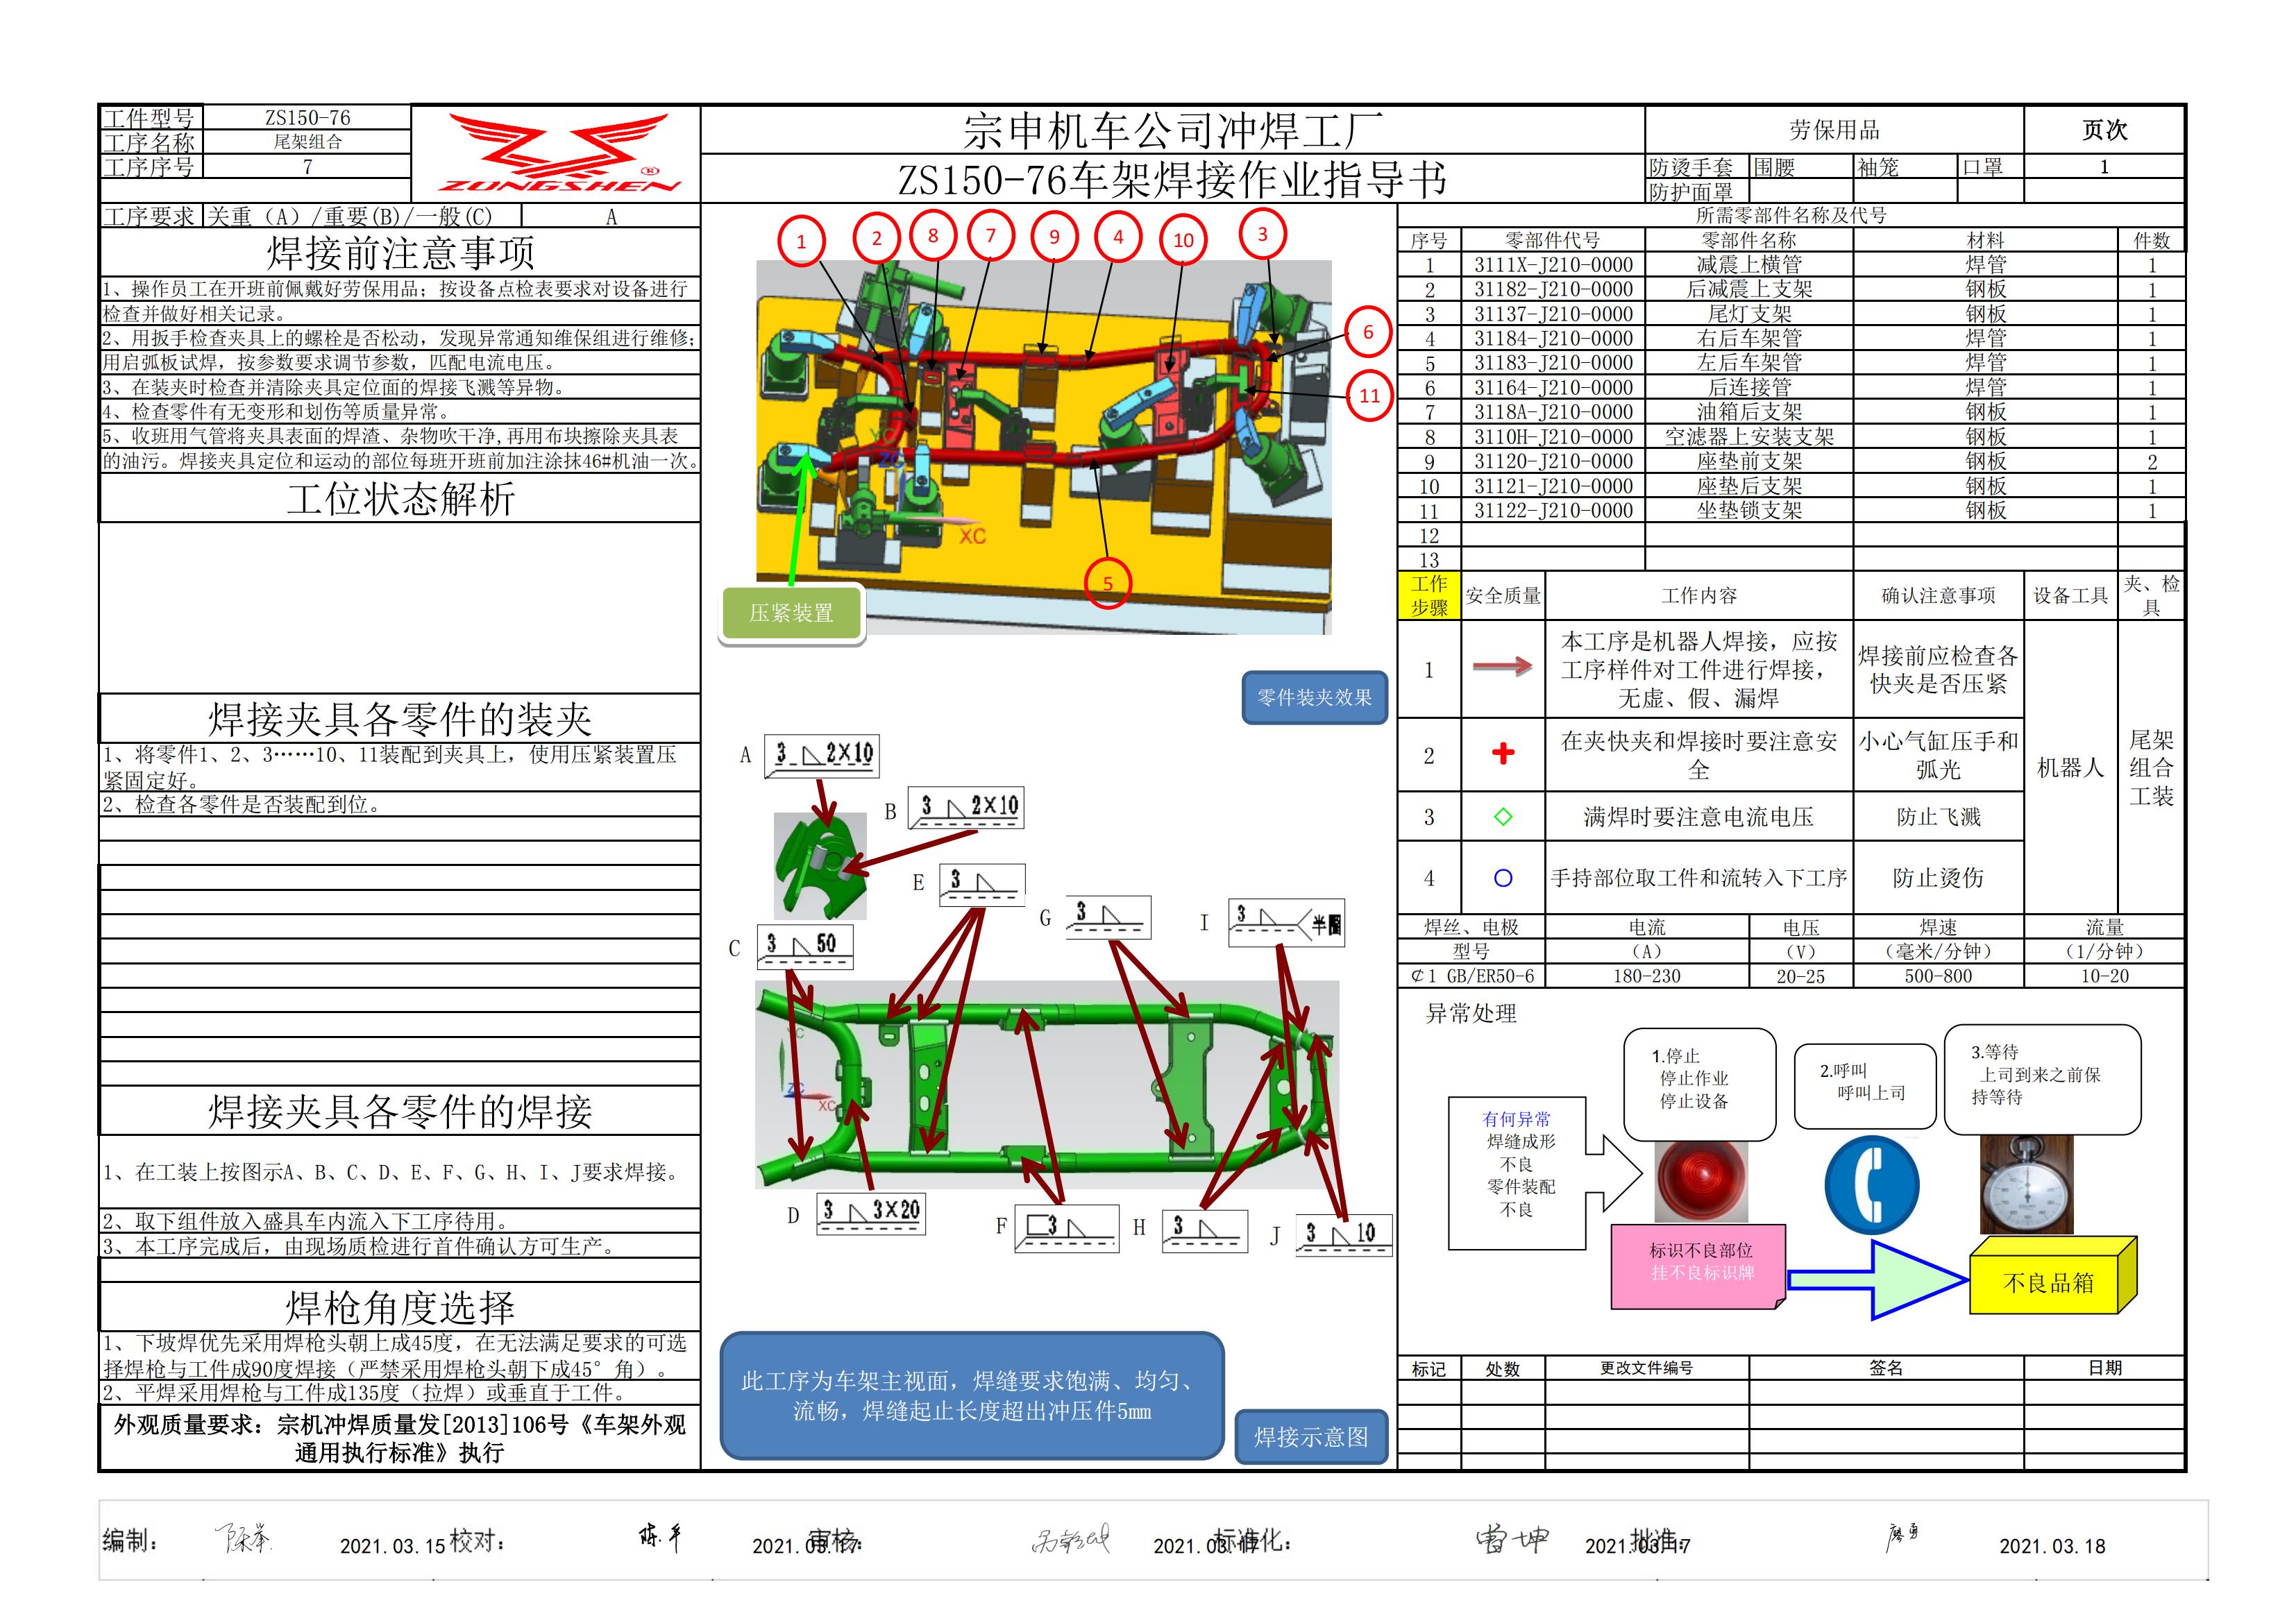 工件型号 ZS150-76
工序名称 尾架组合
工序序号 7
ZONGSHEN ®
宗申机车公司冲焊工厂
ZS150-76车架焊接作业指导书
劳保用品 页次
防烫手套 围腰 袖笼 口罩 1
防护面罩
工序要求 关重（A）/重要(B)/一般(C) A
焊接前注意事项
1、操作员工在开班前佩戴好劳保用品；按设备点检表要求对设备进行
检查并做好相关记录。
2、用扳手检查夹具上的螺栓是否松动，发现异常通知维保组进行维修；
用启弧板试焊，按参数要求调节参数，匹配电流电压。
3、在装夹时检查并清除夹具定位面的焊接飞溅等异物。
4、检查零件有无变形和划伤等质量异常。
5、收班用气管将夹具表面的焊渣、杂物吹干净,再用布块擦除夹具表
的油污。焊接夹具定位和运动的部位每班开班前加注涂抹46#机油一次。
工位状态解析
焊接夹具各零件的装夹
1、将零件1、2、3……10、11装配到夹具上，使用压紧装置压
紧固定好。
2、检查各零件是否装配到位。
焊接夹具各零件的焊接
1、在工装上按图示A、B、C、D、E、F、G、H、I、J要求焊接。
2、取下组件放入盛具车内流入下工序待用。
3、本工序完成后，由现场质检进行首件确认方可生产。
焊枪角度选择
1、下坡焊优先采用焊枪头朝上成45度，在无法满足要求的可选
择焊枪与工件成90度焊接（严禁采用焊枪头朝下成45°角）。
2、平焊采用焊枪与工件成135度（拉焊）或垂直于工件。
外观质量要求：宗机冲焊质量发[2013]106号《车架外观
通用执行标准》执行
1 2 8 7 9 4 10 3
6
11
5
YC
ZC
XC
压紧装置
零件装夹效果
A 3 2×10
B 3 2×10
E 3
C 3 50
G 3
I 3 半圈
YC
ZC
XC
D 3 3×20
F 3
H 3
J 3 10
此工序为车架主视面，焊缝要求饱满、均匀、
流畅，焊缝起止长度超出冲压件5mm
焊接示意图
所需零部件名称及代号
序号 零部件代号 零部件名称 材料 件数
1 3111X-J210-0000 减震上横管 焊管 1
2 31182-J210-0000 后减震上支架 钢板 1
3 31137-J210-0000 尾灯支架 钢板 1
4 31184-J210-0000 右后车架管 焊管 1
5 31183-J210-0000 左后车架管 焊管 1
6 31164-J210-0000 后连接管 焊管 1
7 3118A-J210-0000 油箱后支架 钢板 1
8 3110H-J210-0000 空滤器上安装支架 钢板 1
9 31120-J210-0000 座垫前支架 钢板 2
10 31121-J210-0000 座垫后支架 钢板 1
11 31122-J210-0000 坐垫锁支架 钢板 1
12
13
工作步骤 安全质量 工作内容 确认注意事项 设备工具 夹、检具
1 本工序是机器人焊接，应按工序样件对工件进行焊接，无虚、假、漏焊 焊接前应检查各快夹是否压紧
2 在夹快夹和焊接时要注意安全 小心气缸压手和弧光
机器人 尾架组合工装
3 满焊时要注意电流电压 防止飞溅
4 手持部位取工件和流转入下工序 防止烫伤
焊丝、电极 电流 电压 焊速 流量
型号 （A） （V） （毫米/分钟） （1/分钟）
¢1 GB/ER50-6 180-230 20-25 500-800 10-20
异常处理
1.停止
停止作业
停止设备
2.呼叫
呼叫上司
3.等待
上司到来之前保
持等待
有何异常
焊缝成形
不良
零件装配
不良
标识不良部位
挂不良标识牌
不良品箱
标记 处数 更改文件编号 签名 日期
编制： 2021.03.15 校对： 2021.03.17 审核： 2021.03.17 标准化： 2021.03.17 批准： 2021.03.18